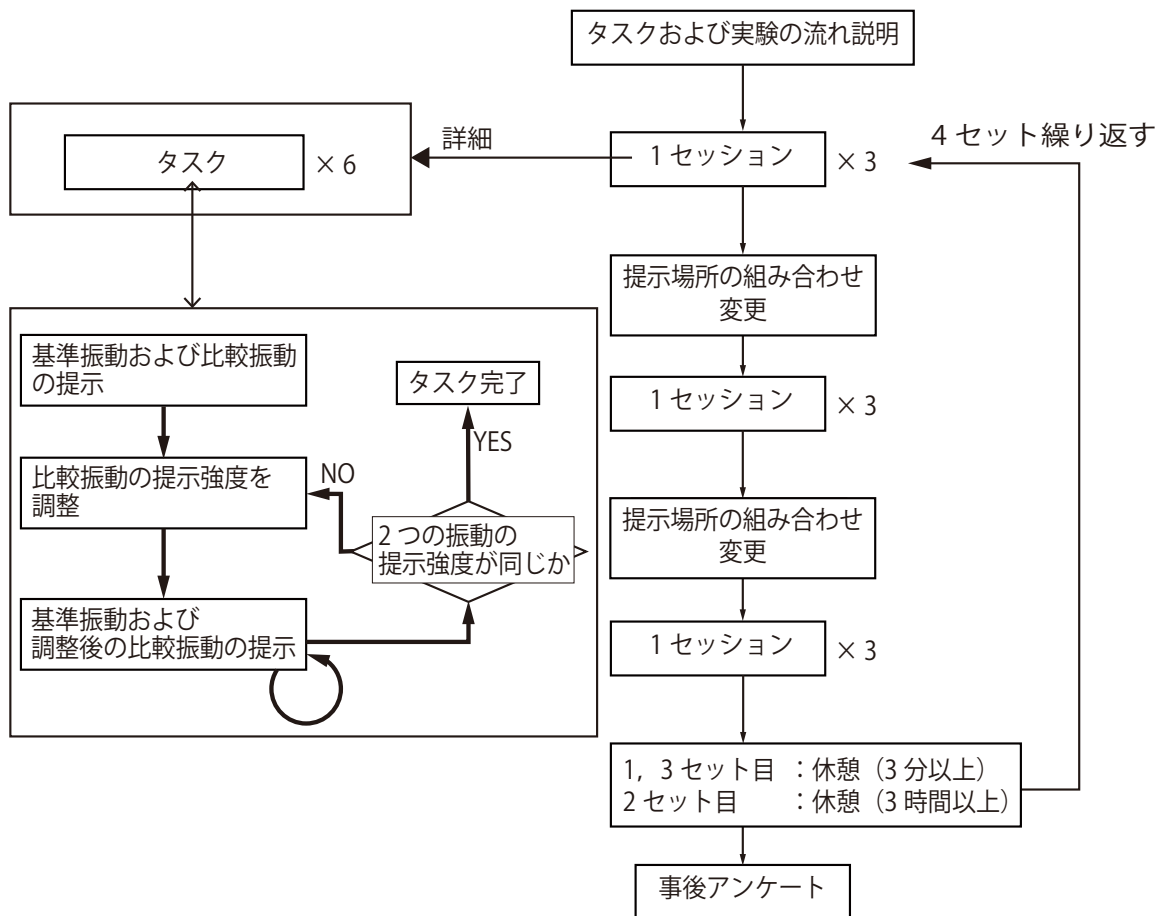 タスクおよび実験の流れ説明
詳細
4 セット繰り返す
タスク
× 6
1 セッション
× 3
提示場所の組み合わせ
変更
基準振動および比較振動
の提示
タスク完了
YES
NO
比較振動の提示強度を
調整
2 つの振動の
提示強度が同じか
基準振動および
調整後の比較振動の提示
1 セッション
× 3
提示場所の組み合わせ
変更
1 セッション
× 3
1, 3 セット目 ：休憩（3 分以上）
2 セット目 ：休憩（3 時間以上）
事後アンケート